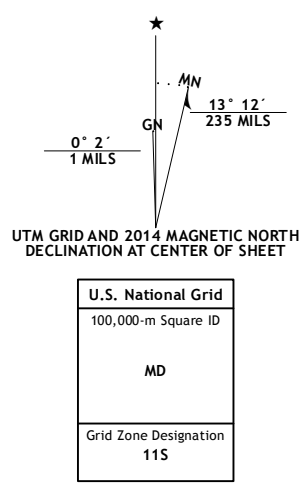 ★
MN
13° 12´
235 MILS
GN
0° 2´
1 MILS
UTM GRID AND 2014 MAGNETIC NORTH
DECLINATION AT CENTER OF SHEET
U.S. National Grid
100,000-m Square ID
MD
Grid Zone Designation
11S